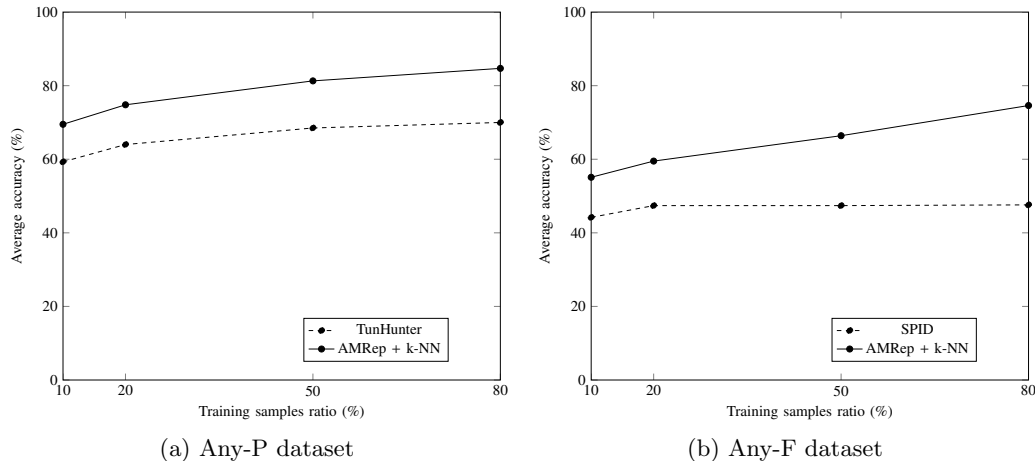 100
80
60
40
20
0
Average accuracy (%)
10 20 50 80
Training samples ratio (%)
TunHunter
AMRep + k-NN
(a) Any-P dataset
100
80
60
40
20
0
Average accuracy (%)
10 20 50 80
Training samples ratio (%)
SPID
AMRep + k-NN
(b) Any-F dataset